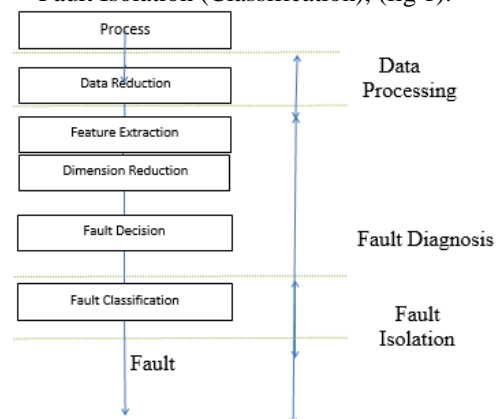 Fault Isolation (Classification), (fig 1).
Process
Data Reduction
Data
Processing
Feature Extraction
Dimension Reduction
Fault Decision
Fault Diagnosis
Fault Classification
Fault
Isolation
Fault